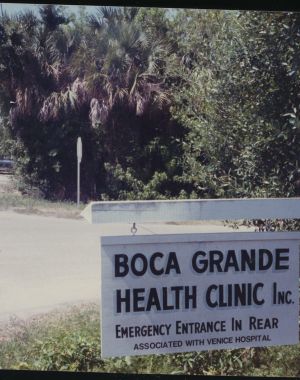 BOCA GRANDE
HEALTH CLINIC INC.
EMERGENCY ENTRANCE IN REAR
ASSOCIATED WITH VENICE HOSPITAL